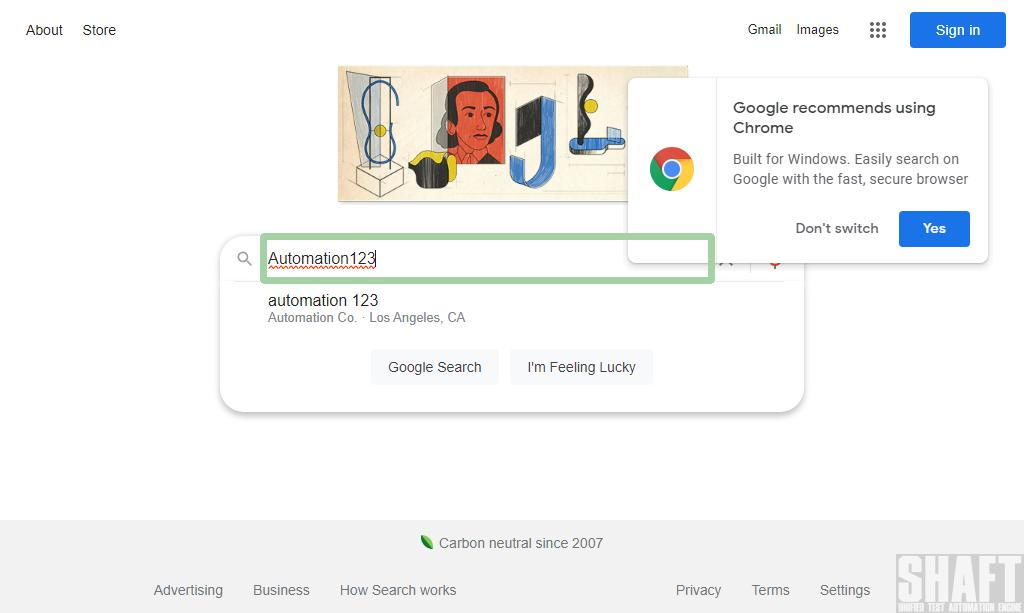 About Store
Gmail Images
Sign in
Google recommends using
Chrome
Built for Windows. Easily search on
Google with the fast, secure browser
Don't switch
Yes
Automation123
automation 123
Automation Co. · Los Angeles, CA
Google Search
I'm Feeling Lucky
Carbon neutral since 2007
Advertising Business How Search works
Privacy Terms Settings
SHAFT
UNIFIED TEST AUTOMATION ENGINE